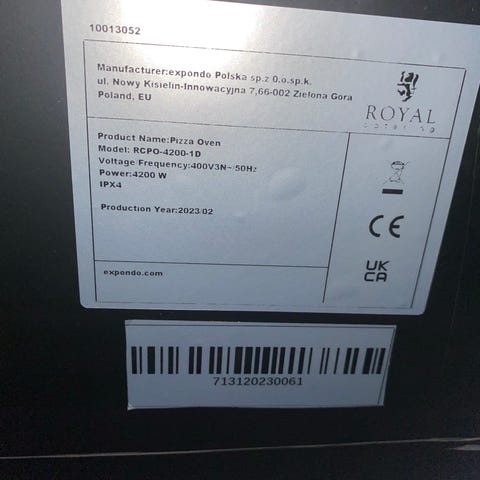 10013052
Manufacturer:expondo Polska sp.z o.o.sp.k.
ul. Nowy Kisielin-Innowacyjna 7,66-002 Zielona Gora
Poland, EU
ROYAL
catering
Product Name:Pizza Oven
Model: RCPO-4200-1D
Voltage Frequency:400V3N~/50Hz
Power:4200 W
IPX4
Production Year:2023/02
CE
UK
CA
expondo.com
713120230061